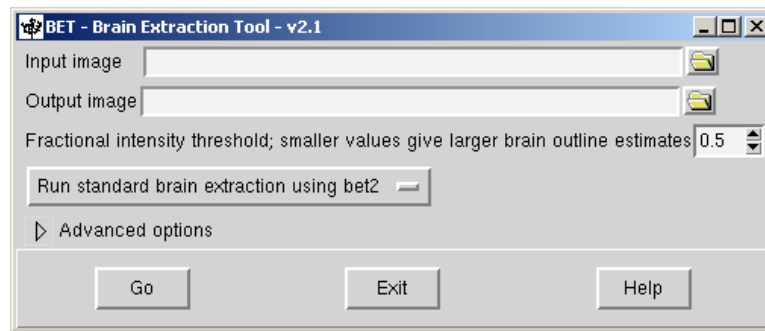 BET - Brain Extraction Tool - v2.1
Input image
Output image
Fractional intensity threshold; smaller values give larger brain outline estimates 0.5
Run standard brain extraction using bet2
Advanced options
Go Exit Help